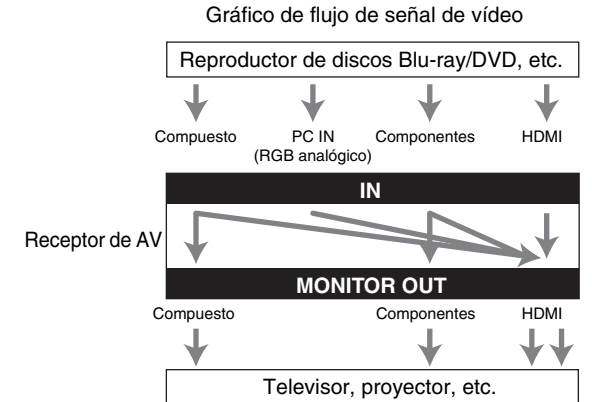 Gráfico de flujo de señal de vídeo
Reproductor de discos Blu-ray/DVD, etc.
Compuesto PC IN Componentes HDMI
(RGB analógico)
IN
Receptor de AV
MONITOR OUT
Compuesto Componentes HDMI
Televisor, proyector, etc.